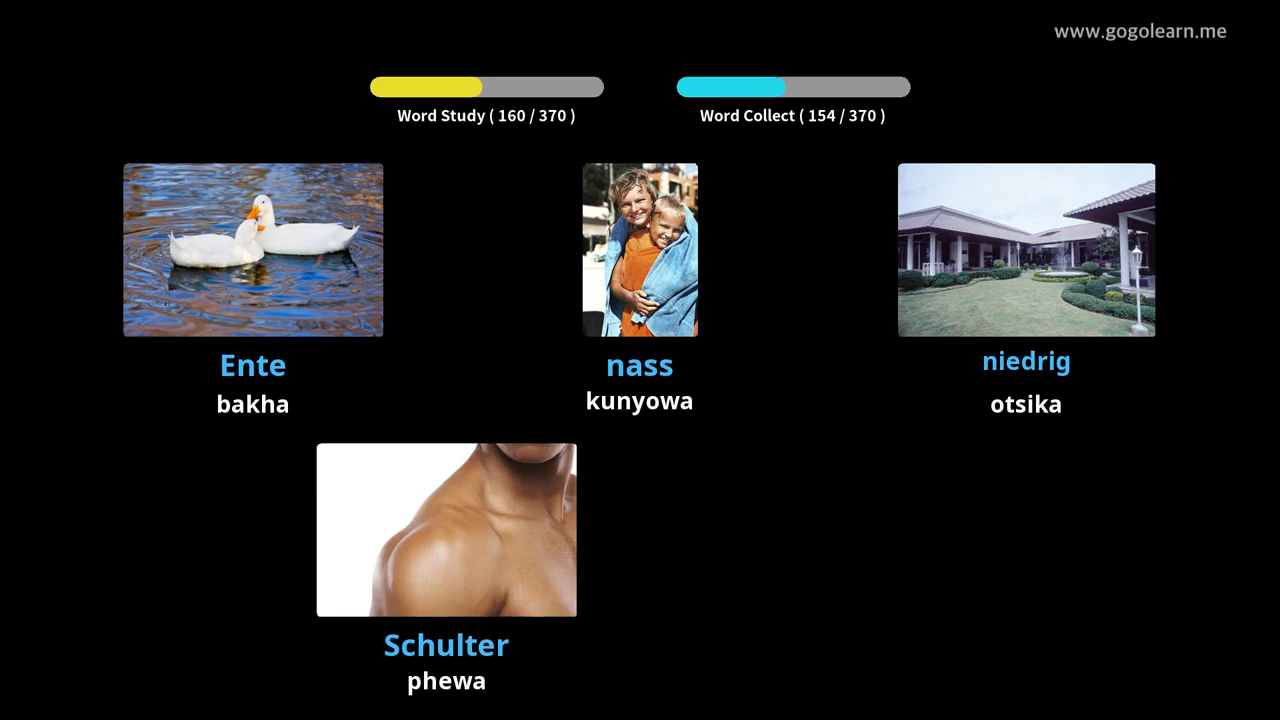 www.gogolearn.me
Word Study ( 160 / 370 )
Word Collect ( 154 / 370 )
Ente
bakha
nass
kunyowa
niedrig
otsika
Schulter
phewa